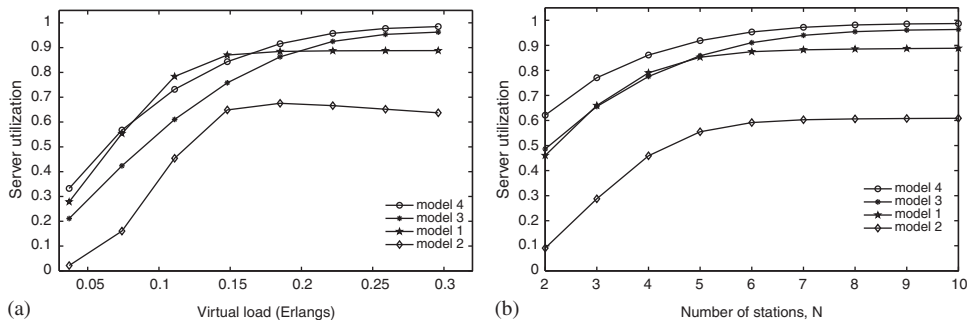 1
0.9
0.8
0.7
0.6
0.5
0.4
0.3
0.2
0.1
0
Server utilization
model 4
model 3
model 1
model 2
0.05 0.1 0.15 0.2 0.25 0.3
Virtual load (Erlangs)
(a)
1
0.9
0.8
0.7
0.6
0.5
0.4
0.3
0.2
0.1
0
Server utilization
model 4
model 3
model 1
model 2
2 3 4 5 6 7 8 9 10
Number of stations, N
(b)